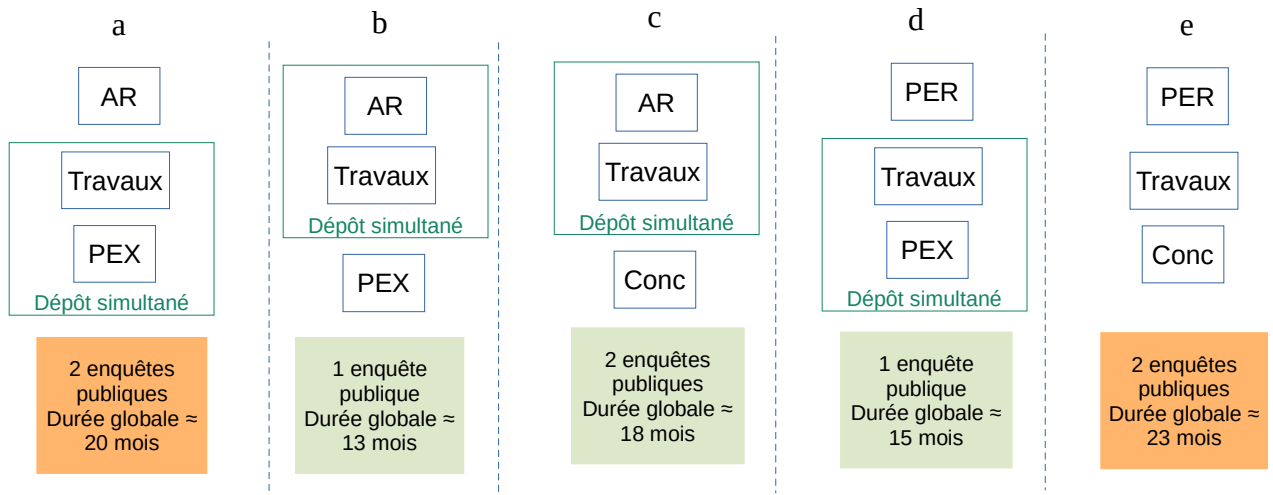 a
AR
Travaux
PEX
Dépôt simultané
2 enquêtes
publiques
Durée globale ≈
20 mois
b
AR
Travaux
Dépôt simultané
PEX
1 enquête
publique
Durée globale ≈
13 mois
c
AR
Travaux
Dépôt simultané
Conc
2 enquêtes
publiques
Durée globale ≈
18 mois
d
PER
Travaux
PEX
Dépôt simultané
1 enquête
publique
Durée globale ≈
15 mois
e
PER
Travaux
Conc
2 enquêtes
publiques
Durée globale ≈
23 mois